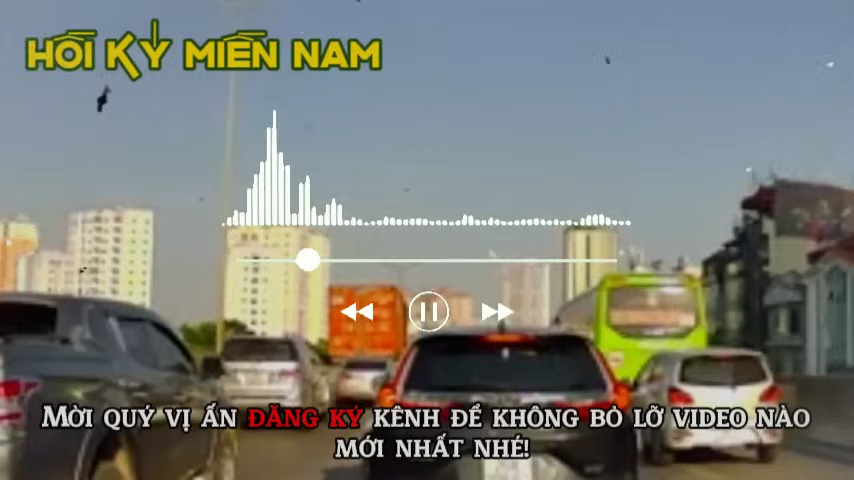 HỒI KÝ MIỀN NAM
MỜI QUÝ VỊ ẤN ĐĂNG KÝ KÊNH ĐỂ KHÔNG BỎ LỠ VIDEO NÀO
MỚI NHẤT NHÉ!